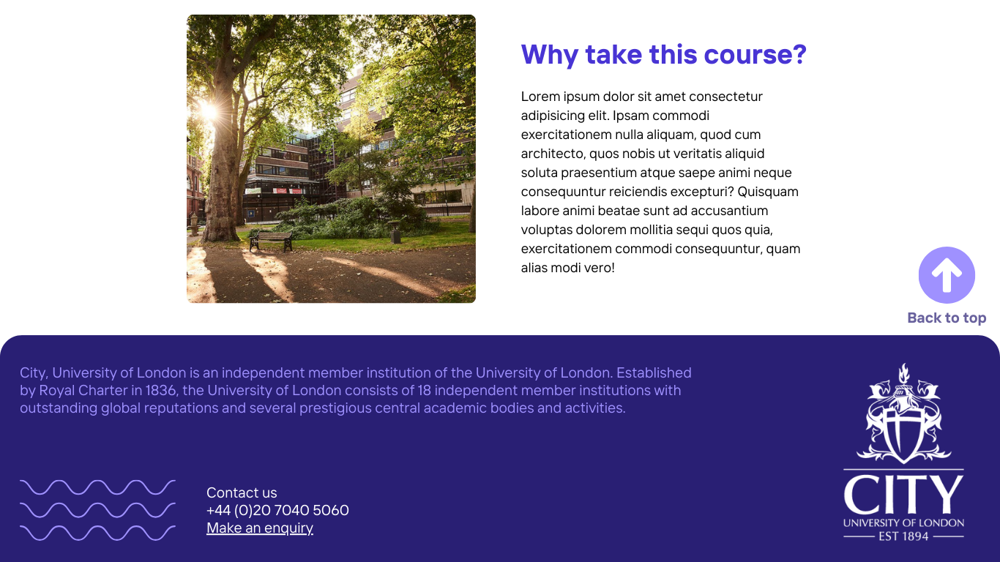 Why take this course?
Lorem ipsum dolor sit amet consectetur
adipisicing elit. Ipsam commodi
exercitationem nulla aliquam, quod cum
architecto, quos nobis ut veritatis aliquid
soluta praesentium atque saepe animi neque
consequuntur reiciendis excepturi? Quisquam
labore animi beatae sunt ad accusantium
voluptas dolorem mollitia sequi quos quia,
exercitationem commodi consequuntur, quam
alias modi vero!
Back to top
City, University of London is an independent member institution of the University of London. Established
by Royal Charter in 1836, the University of London consists of 18 independent member institutions with
outstanding global reputations and several prestigious central academic bodies and activities.
Contact us
+44 (0)20 7040 5060
Make an enquiry
CITY
UNIVERSITY OF LONDON
EST 1894